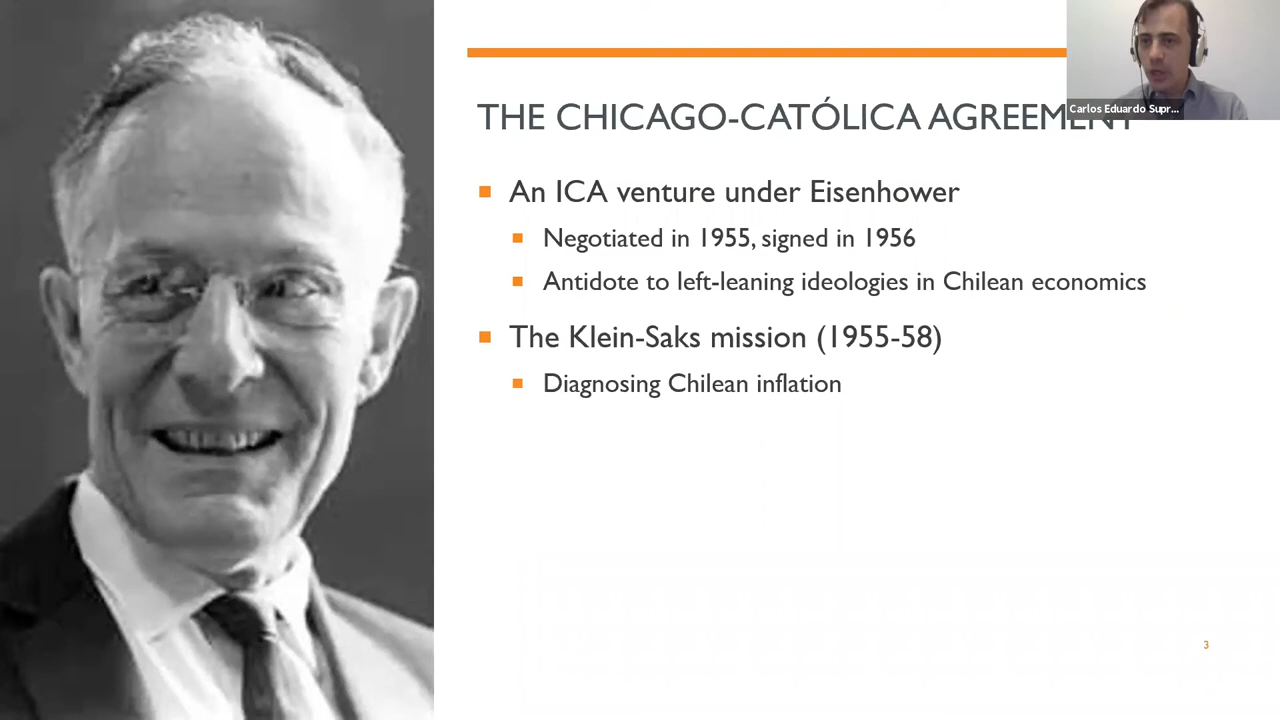 THE CHICAGO-CATÓLICA AGREEMENT
An ICA venture under Eisenhower
Negotiated in 1955, signed in 1956
Antidote to left-leaning ideologies in Chilean economics
The Klein-Saks mission (1955-58)
Diagnosing Chilean inflation
Carlos Eduardo Supr...
3